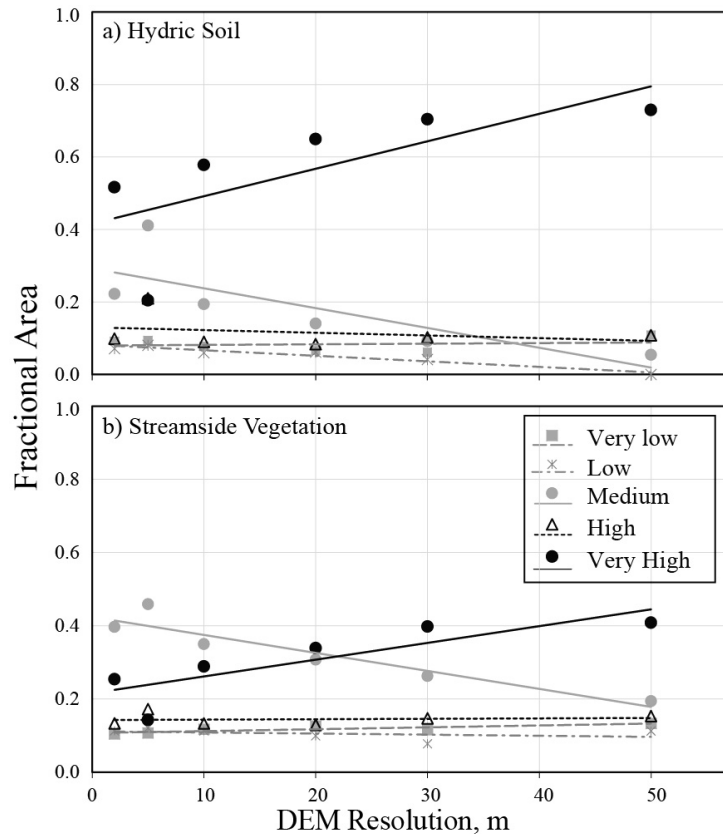 1.0
a) Hydric Soil
0.8
0.6
0.4
0.2
0.0
1.0
b) Streamside Vegetation
0.8
0.6
0.4
0.2
0.0
Very low
Low
Medium
High
Very High
0 10 20 30 40 50
DEM Resolution, m
Fractional Area